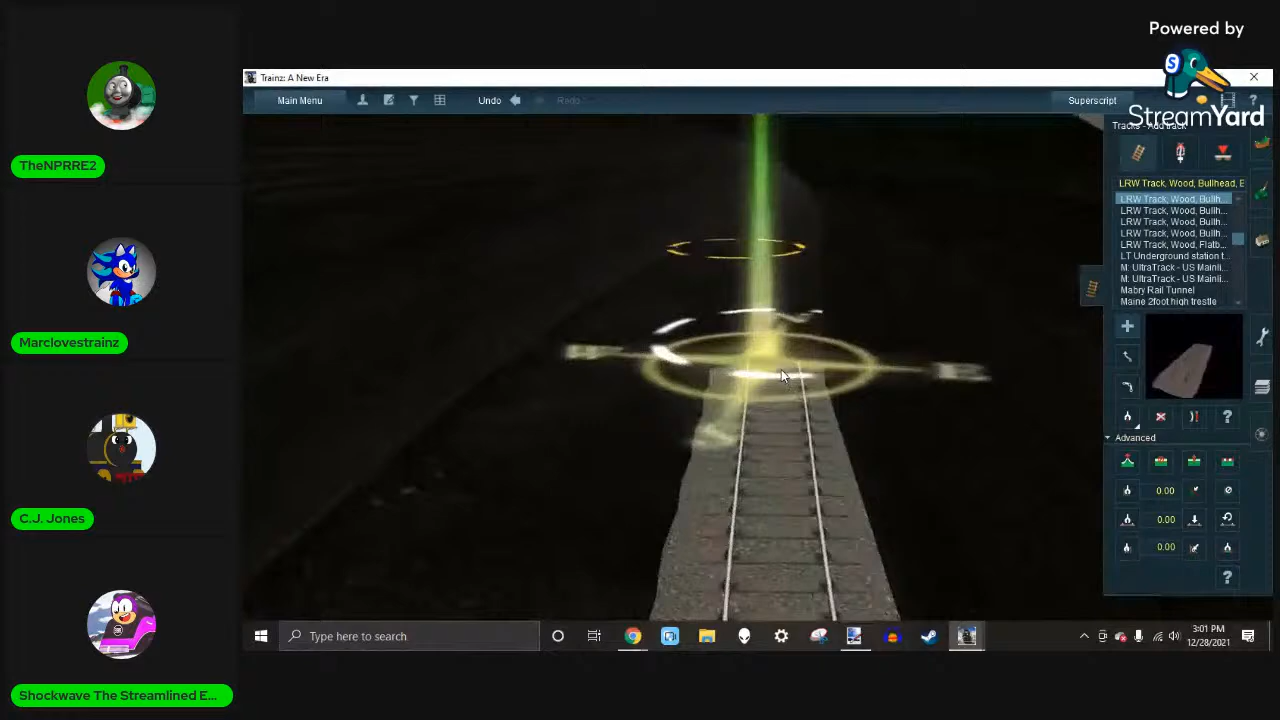 Powered by
StreamYard
Trainz: A New Era
Main Menu
Undo
Redo
Superscript
Tracks - Add track
LRW Track, Wood, Bullhead, E
LRW Track, Wood, Bullh...
LRW Track, Wood, Bullh...
LRW Track, Wood, Bullh...
LRW Track, Wood, Bullh...
LRW Track, Wood, Flatb...
LT Underground station t...
M: UltraTrack - US Mainli...
M: UltraTrack - US Mainli...
Mabry Rail Tunnel
Maine 2foot high trestle
Advanced
0.00
0.00
0.00
TheNPRRE2
Marclovestrainz
C.J. Jones
Shockwave The Streamlined E...
Type here to search
3:01 PM
12/28/2021